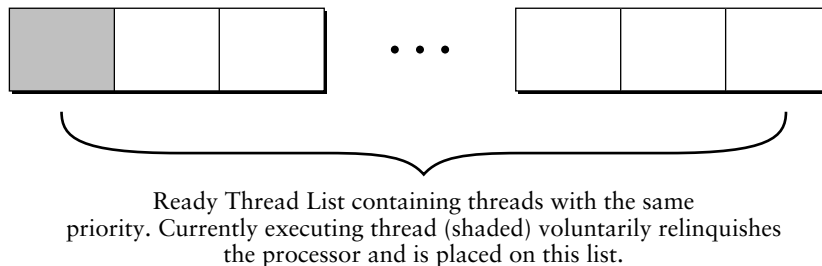 Ready Thread List containing threads with the same
priority. Currently executing thread (shaded) voluntarily relinquishes
the processor and is placed on this list.